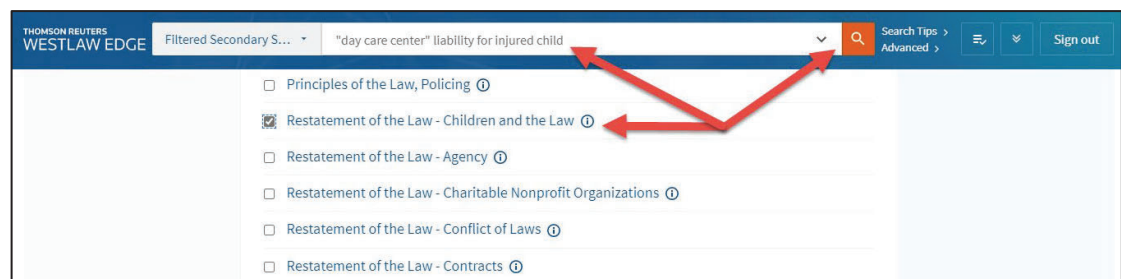 THOMSON REUTERS
WESTLAW EDGE
Filtered Secondary S...
"day care center" liability for injured child
Search Tips >
Advanced >
Sign out
Principles of the Law, Policing
Restatement of the Law - Children and the Law
Restatement of the Law - Agency
Restatement of the Law - Charitable Nonprofit Organizations
Restatement of the Law - Conflict of Laws
Restatement of the Law - Contracts